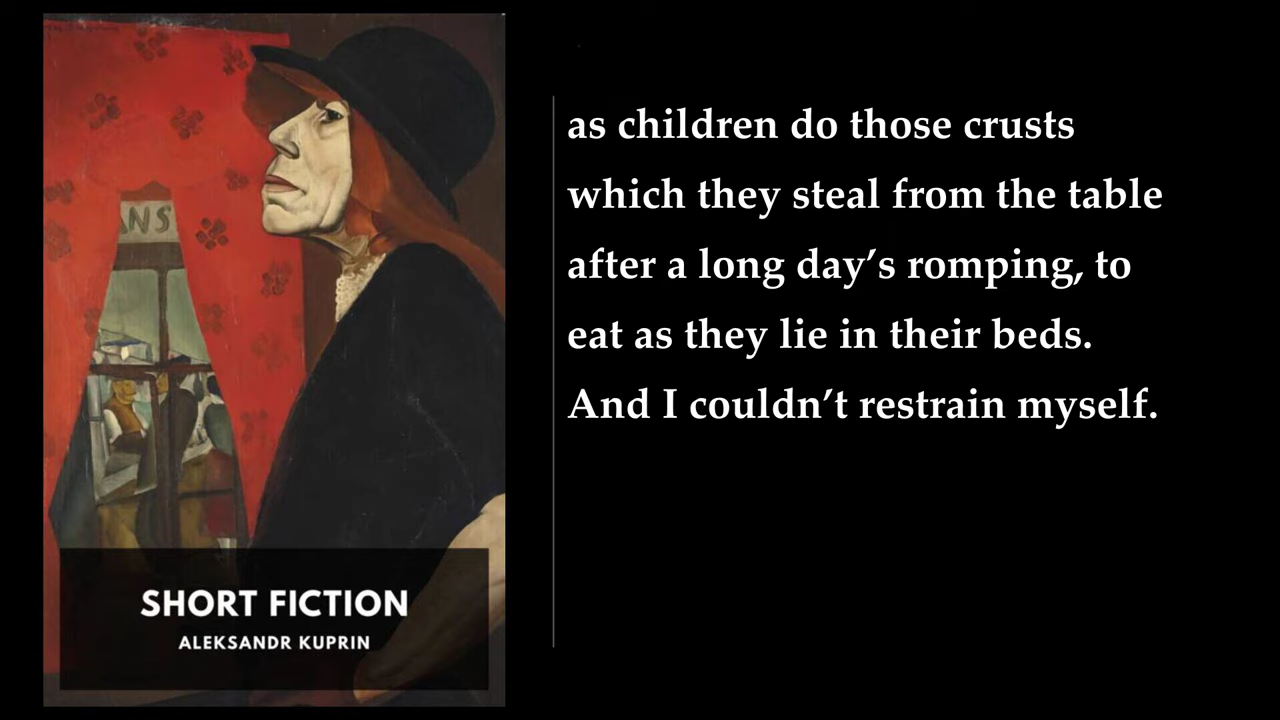 ANS
SHORT FICTION
ALEKSANDR KUPRIN
as children do those crusts
which they steal from the table
after a long day’s romping, to
eat as they lie in their beds.
And I couldn’t restrain myself.